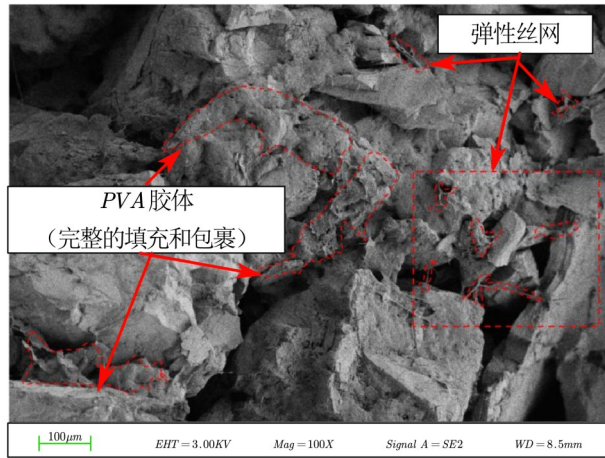 弹性丝网
PVA胶体
（完整的填充和包裹）
100μm EHT=3.00KV Mag=100X Signal A=SE2 WD=8.5mm